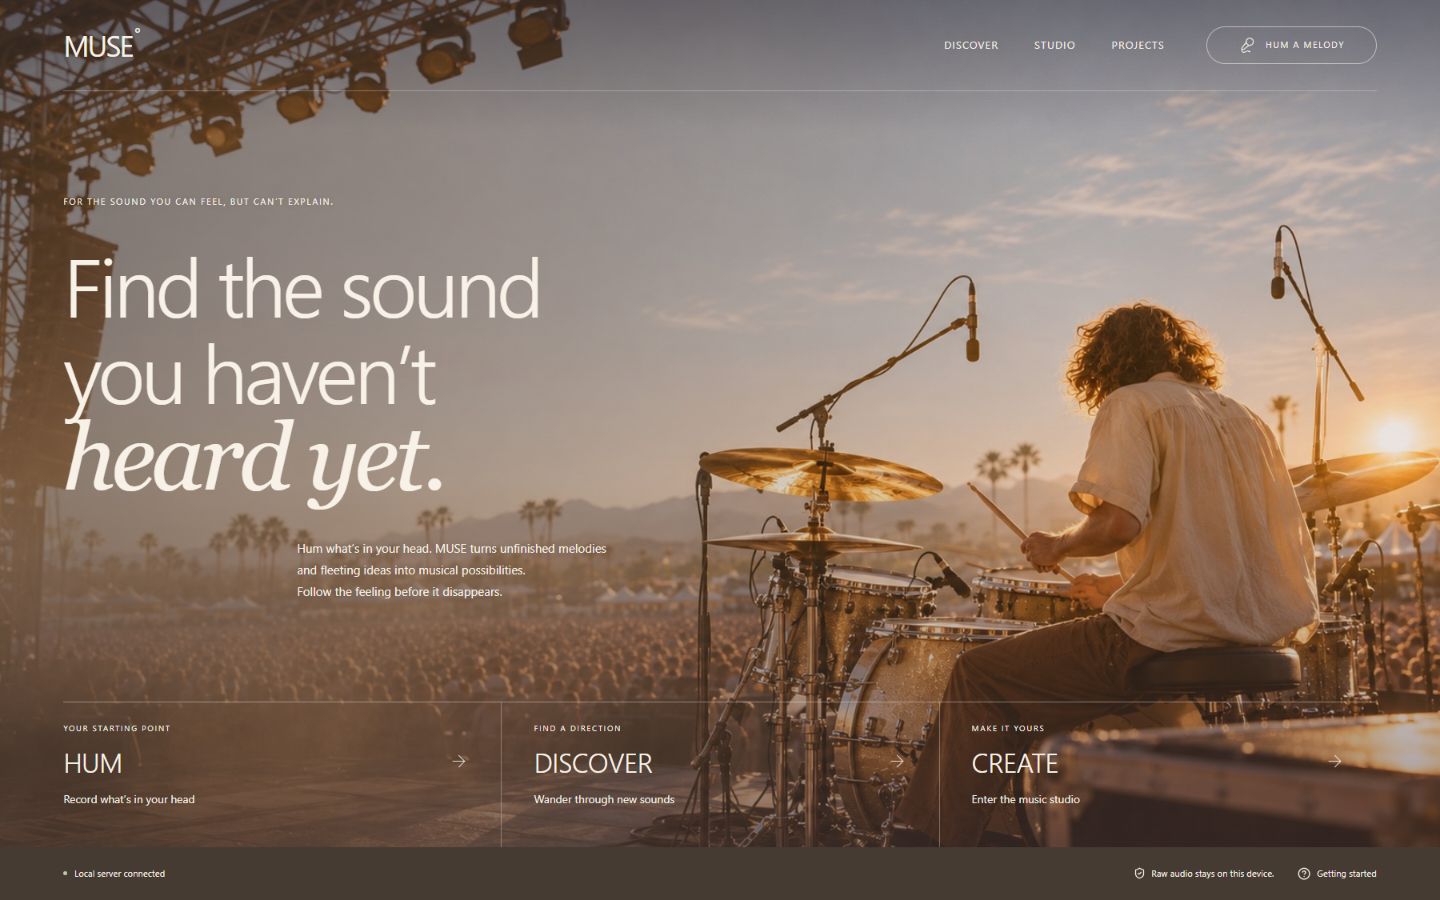 MUSE°
DISCOVER
STUDIO
PROJECTS
HUM A MELODY
FOR THE SOUND YOU CAN FEEL, BUT CAN'T EXPLAIN.
Find the sound
you haven't
heard yet.
Hum what's in your head. MUSE turns unfinished melodies
and fleeting ideas into musical possibilities.
Follow the feeling before it disappears.
YOUR STARTING POINT
HUM
Record what's in your head
FIND A DIRECTION
DISCOVER
Wander through new sounds
MAKE IT YOURS
CREATE
Enter the music studio
Local server connected
Raw audio stays on this device.
Getting started